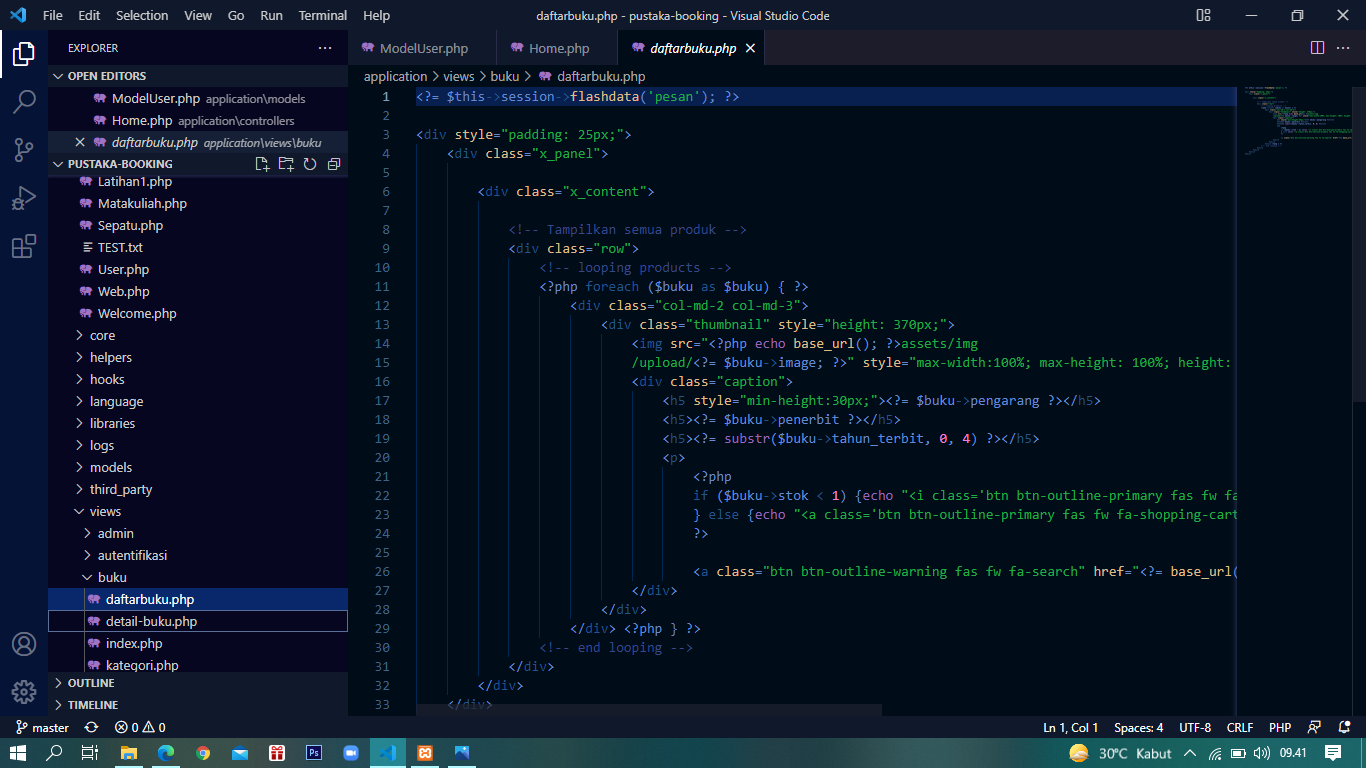 File Edit Selection View Go Run Terminal Help
daftarbuku.php - pustaka-booking - Visual Studio Code
EXPLORER
OPEN EDITORS
ModelUser.php application\models
Home.php application\controllers
daftarbuku.php application\views\buku
PUSTAKA-BOOKING
Latihan1.php
Matakuliah.php
Sepatu.php
TEST.txt
User.php
Web.php
Welcome.php
core
helpers
hooks
language
libraries
logs
models
third_party
views
admin
autentifikasi
buku
daftarbuku.php
detail-buku.php
index.php
kategori.php
OUTLINE
TIMELINE
ModelUser.php Home.php daftarbuku.php
application > views > buku > daftarbuku.php
1 <?= $this->session->flashdata('pesan'); ?>
2
3 <div style="padding: 25px;">
4 <div class="x_panel">
5
6 <div class="x_content">
7
8 <!-- Tampilkan semua produk -->
9 <div class="row">
10 <!-- looping products -->
11 <?php foreach ($buku as $buku) { ?>
12 <div class="col-md-2 col-md-3">
13 <div class="thumbnail" style="height: 370px;">
14 <img src="<?php echo base_url(); ?>assets/img
15 /upload/<?= $buku->image; ?>" style="max-width:100%; max-height: 100%; height:
16 <div class="caption">
17 <h5 style="min-height:30px;"><?= $buku->pengarang ?></h5>
18 <h5><?= $buku->penerbit ?></h5>
19 <h5><?= substr($buku->tahun_terbit, 0, 4) ?></h5>
20 <p>
21 <?php
22 if ($buku->stok < 1) {echo "<i class='btn btn-outline-primary fas fw fa
23 } else {echo "<a class='btn btn-outline-primary fas fw fa-shopping-cart
24 ?>
25
26 <a class="btn btn-outline-warning fas fw fa-search" href="<?= base_url(
27 </div>
28 </div>
29 </div> <?php } ?>
30 <!-- end looping -->
31 </div>
32 </div>
33 </div>
master 0 0 Ln 1, Col 1 Spaces: 4 UTF-8 CRLF PHP
Ps 30°C Kabut 09.41